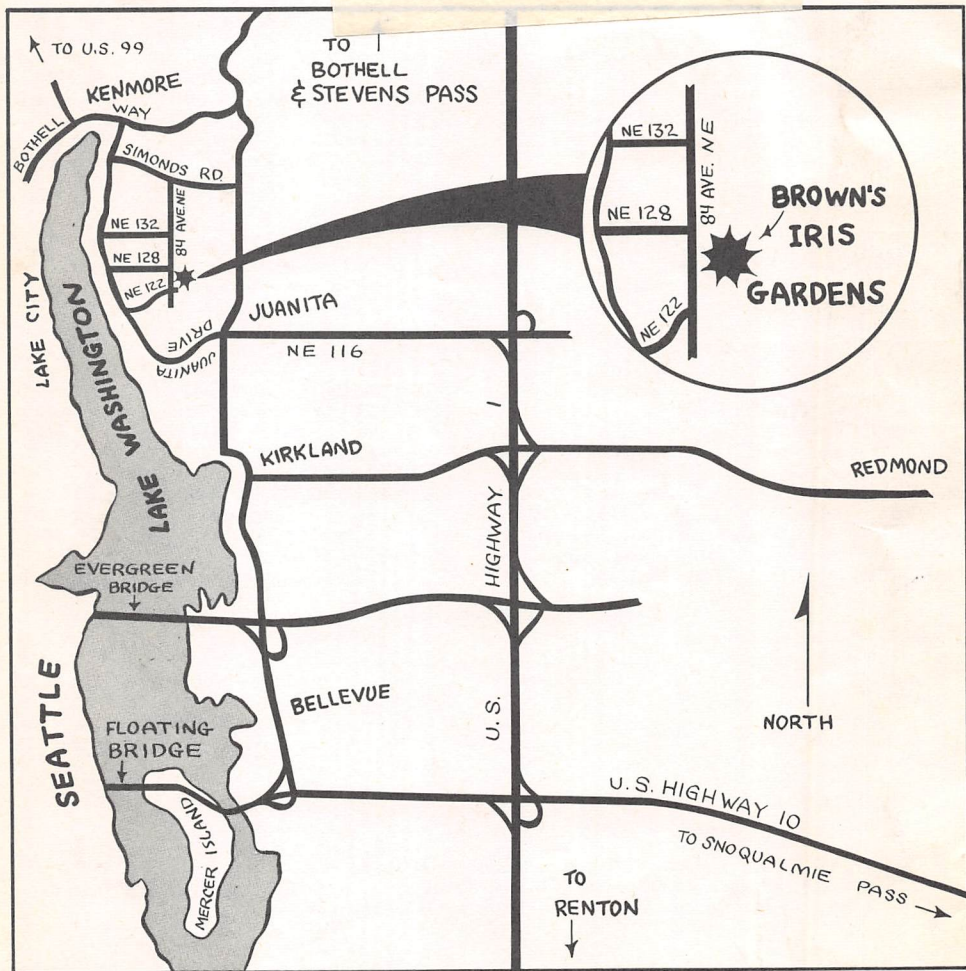 TO U.S. 99
TO
BOTHELL
& STEVENS PASS
KENMORE
BOTHELL WAY
SIMONDS RD.
84 AVE. NE
NE 132
NE 128
NE 122
JUANITA DRIVE
JUANITA
NE 116
NE 132
NE 128
NE 122
84 AVE. NE
BROWN'S
IRIS
GARDENS
LAKE CITY
LAKE WASHINGTON
KIRKLAND
REDMOND
U.S. HIGHWAY 1
EVERGREEN
BRIDGE
SEATTLE
BELLEVUE
FLOATING
BRIDGE
MERCER ISLAND
NORTH
U.S. HIGHWAY 10
TO SNOQUALMIE PASS
TO
RENTON